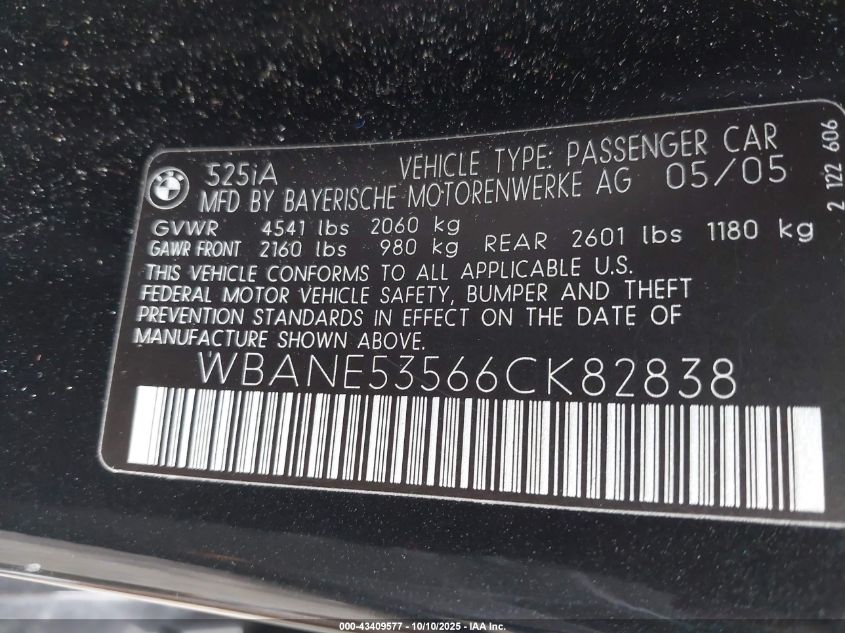 525iA VEHICLE TYPE: PASSENGER CAR
MFD BY BAYERISCHE MOTORENWERKE AG 05/05
GVWR 4541 lbs 2060 kg
GAWR FRONT 2160 lbs 980 kg REAR 2601 lbs 1180 kg
THIS VEHICLE CONFORMS TO ALL APPLICABLE U.S.
FEDERAL MOTOR VEHICLE SAFETY, BUMPER AND THEFT
PREVENTION STANDARDS IN EFFECT ON THE DATE OF
MANUFACTURE SHOWN ABOVE.
WBANE53566CK82838
2 122 606
000-43409577 - 10/10/2025 - IAA Inc.